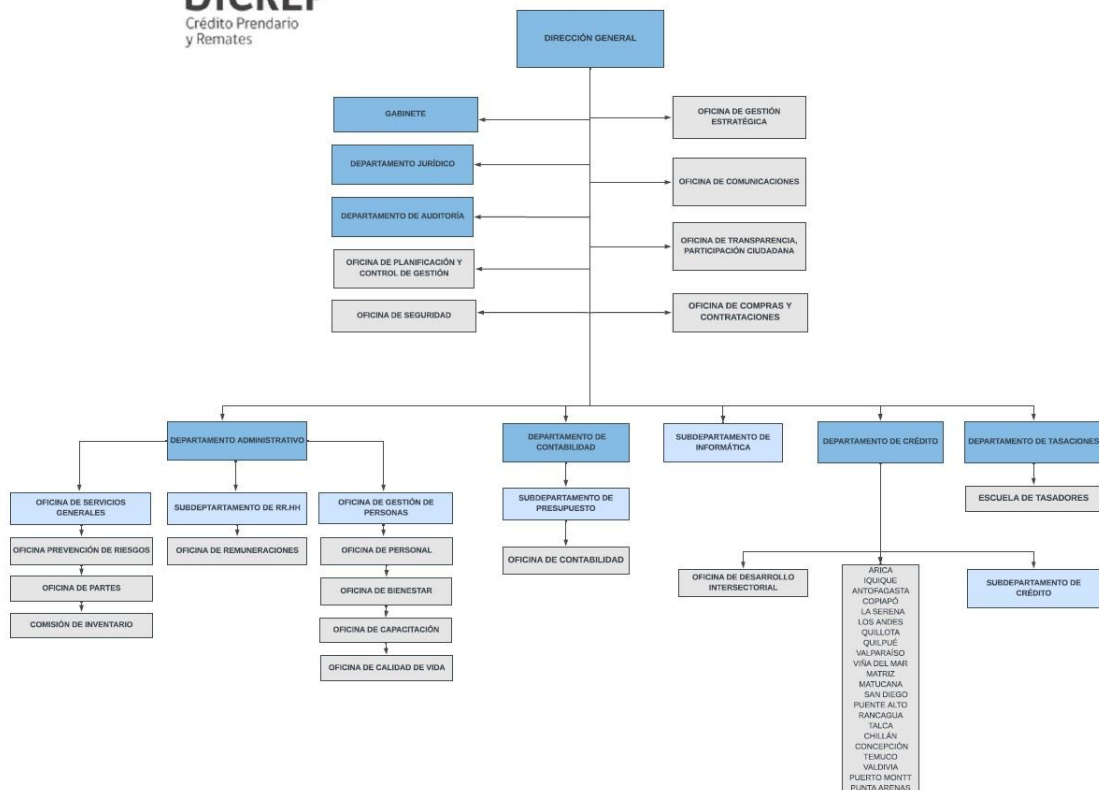 DICREP
Crédito Prendario
y Remates
DIRECCIÓN GENERAL
GABINETE
OFICINA DE GESTIÓN
ESTRATÉGICA
DEPARTAMENTO JURÍDICO
OFICINA DE COMUNICACIONES
DEPARTAMENTO DE AUDITORÍA
OFICINA DE TRANSPARENCIA,
PARTICIPACIÓN CIUDADANA
OFICINA DE PLANIFICACIÓN Y
CONTROL DE GESTIÓN
OFICINA DE SEGURIDAD
OFICINA DE COMPRAS Y
CONTRATACIONES
DEPARTAMENTO ADMINISTRATIVO
DEPARTAMENTO DE
CONTABILIDAD
SUBDEPARTAMENTO DE
INFORMÁTICA
DEPARTAMENTO DE CRÉDITO
DEPARTAMENTO DE TASACIONES
OFICINA DE SERVICIOS
GENERALES
SUBDEPTARTAMENTO DE RR.HH
OFICINA DE GESTIÓN DE
PERSONAS
SUBDEPARTAMENTO DE
PRESUPUESTO
ESCUELA DE TASADORES
OFICINA PREVENCIÓN DE RIESGOS
OFICINA DE REMUNERACIONES
OFICINA DE PERSONAL
OFICINA DE CONTABILIDAD
OFICINA DE PARTES
OFICINA DE BIENESTAR
COMISIÓN DE INVENTARIO
OFICINA DE CAPACITACIÓN
OFICINA DE CALIDAD DE VIDA
OFICINA DE DESARROLLO
INTERSECTORIAL
ARICA
IQUIQUE
ANTOFAGASTA
COPIAPÓ
LA SERENA
LOS ANDES
QUILLOTA
QUILPUÉ
VALPARAÍSO
VIÑA DEL MAR
MATRIZ
MATUCANA
SAN DIEGO
PUENTE ALTO
RANCAGUA
TALCA
CHILLÁN
CONCEPCIÓN
TEMUCO
VALDIVIA
PUERTO MONTT
PUNTA ARENAS
SUBDEPARTAMENTO DE
CRÉDITO